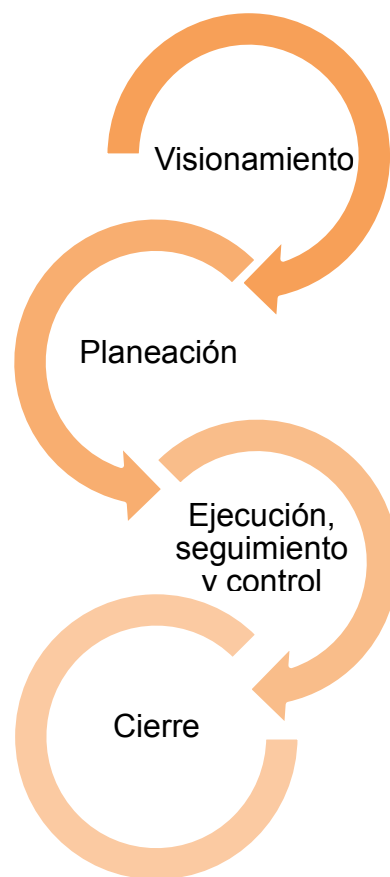 Visionamiento
Planeación
Ejecución,
seguimiento
y control
Cierre